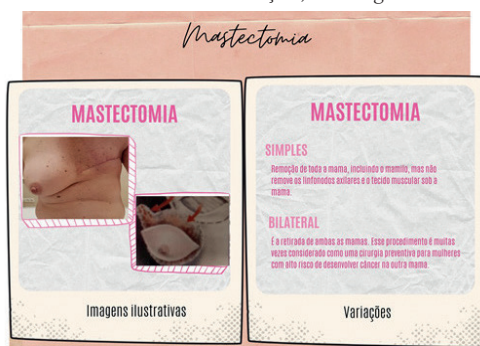 Mastectomia
MASTECTOMIA
Imagens ilustrativas
MASTECTOMIA
SIMPLES
Remoção de toda a mama, incluindo o mamilo, mas não
remove os linfonodos axilares e o tecido muscular sob a
mama.
BILATERAL
É a retirada de ambas as mamas. Esse procedimento é muitas
vezes considerado como uma cirurgia preventiva para mulheres
com alto risco de desenvolver câncer na outra mama.
Variações